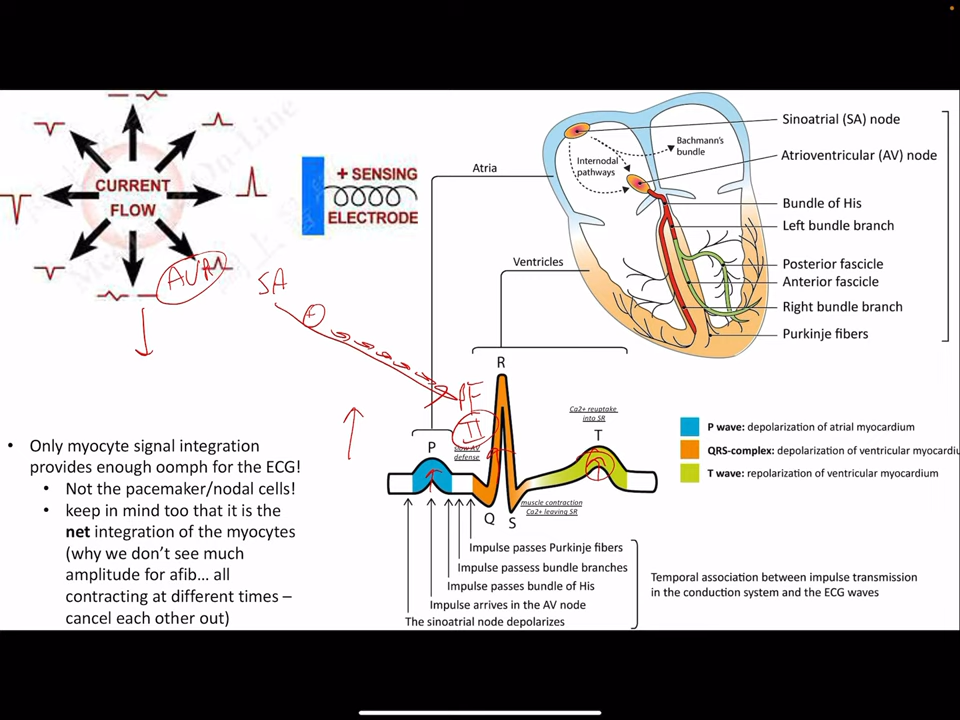 CURRENT
FLOW
+ SENSING
ELECTRODE
AVR
SA
+
PF
II
Atria
Ventricles
Internodal
pathways
Bachmann's
bundle
Sinoatrial (SA) node
Atrioventricular (AV) node
Bundle of His
Left bundle branch
Posterior fascicle
Anterior fascicle
Right bundle branch
Purkinje fibers
• Only myocyte signal integration
provides enough oomph for the ECG!
• Not the pacemaker/nodal cells!
• keep in mind too that it is the
net integration of the myocytes
(why we don't see much
amplitude for afib... all
contracting at different times –
cancel each other out)
R
P
slow AV
defense
Q
S
T
Ca2+ reuptake
into SR
muscle contraction
Ca2+ leaving SR
P wave: depolarization of atrial myocardium
QRS-complex: depolarization of ventricular myocardiu
T wave: repolarization of ventricular myocardium
Impulse passes Purkinje fibers
Impulse passess bundle branches
Impulse passes bundle of His
Impulse arrives in the AV node
The sinoatrial node depolarizes
Temporal association between impulse transmission
in the conduction system and the ECG waves